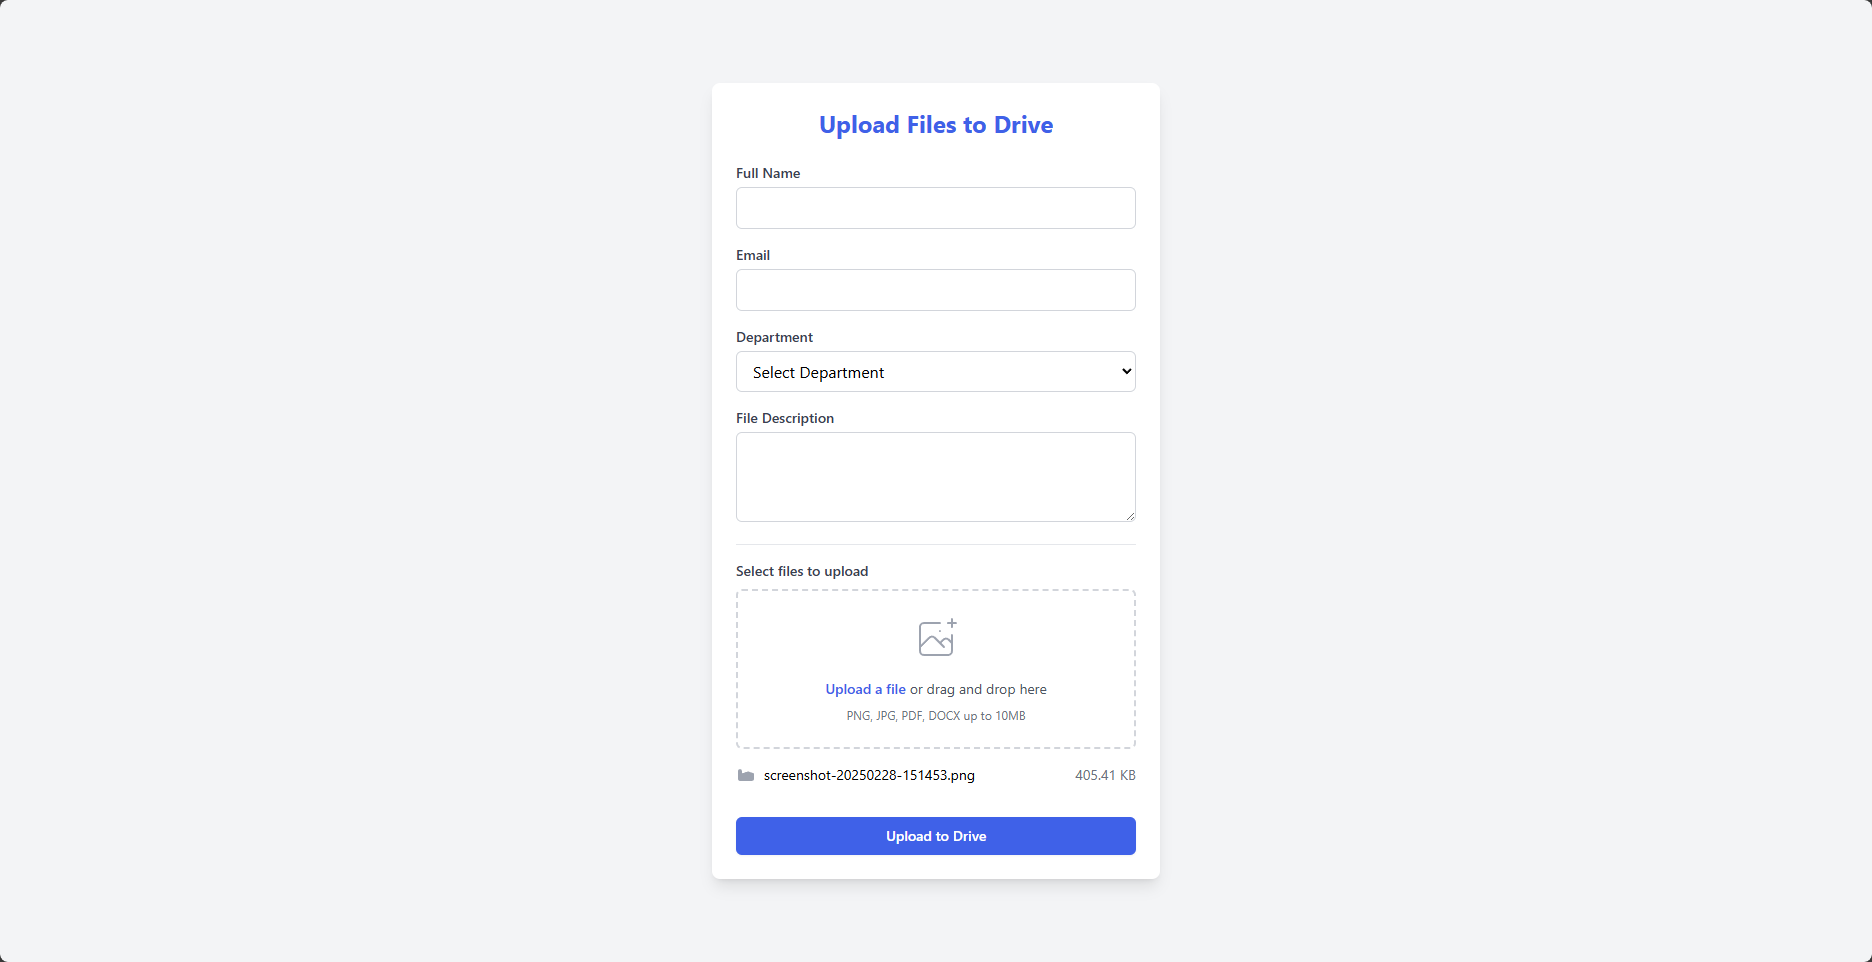 Upload Files to Drive
Full Name
Email
Department
Select Department
File Description
Select files to upload
Upload a file or drag and drop here
PNG, JPG, PDF, DOCX up to 10MB
screenshot-20250228-151453.png 405.41 KB
Upload to Drive